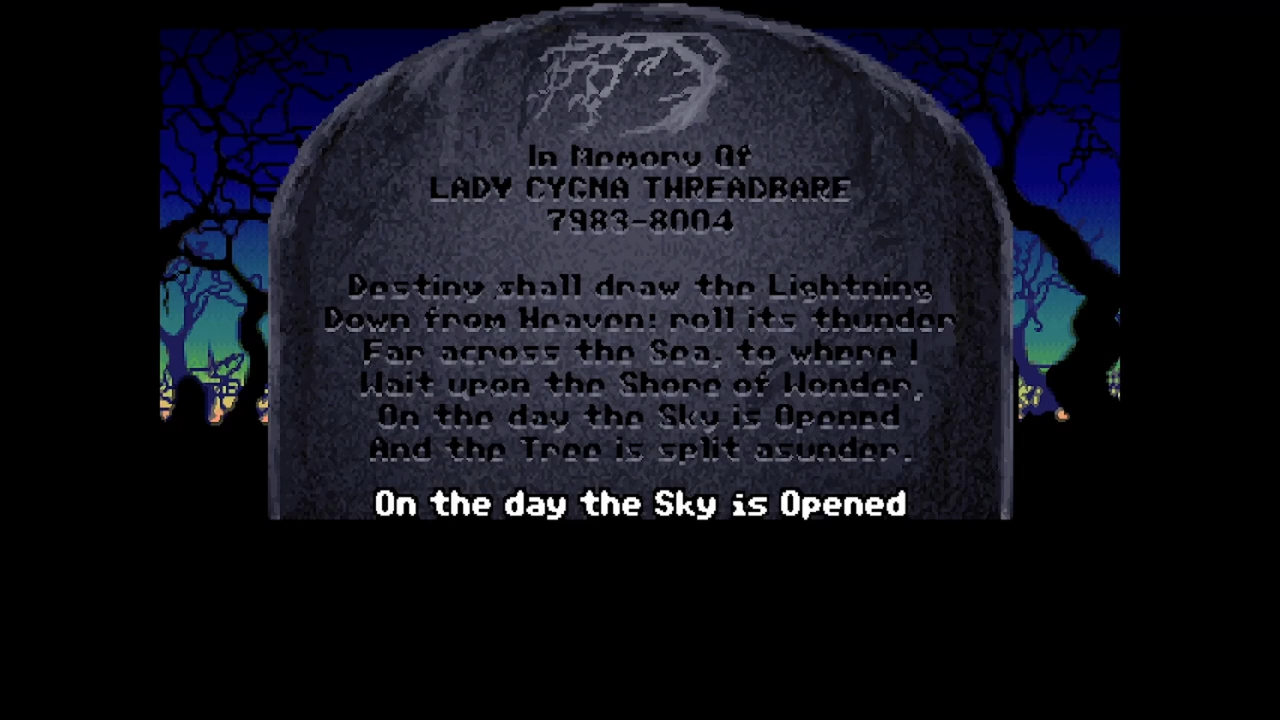 In Memory Of
LADY CYGNA THREADBARE
7983-8004
Destiny shall draw the Lightning
Down from Heaven: roll its thunder
Far across the Sea, to where I
Wait upon the Shore of Wonder,
On the day the Sky is Opened
And the Tree is split asunder.
On the day the Sky is Opened